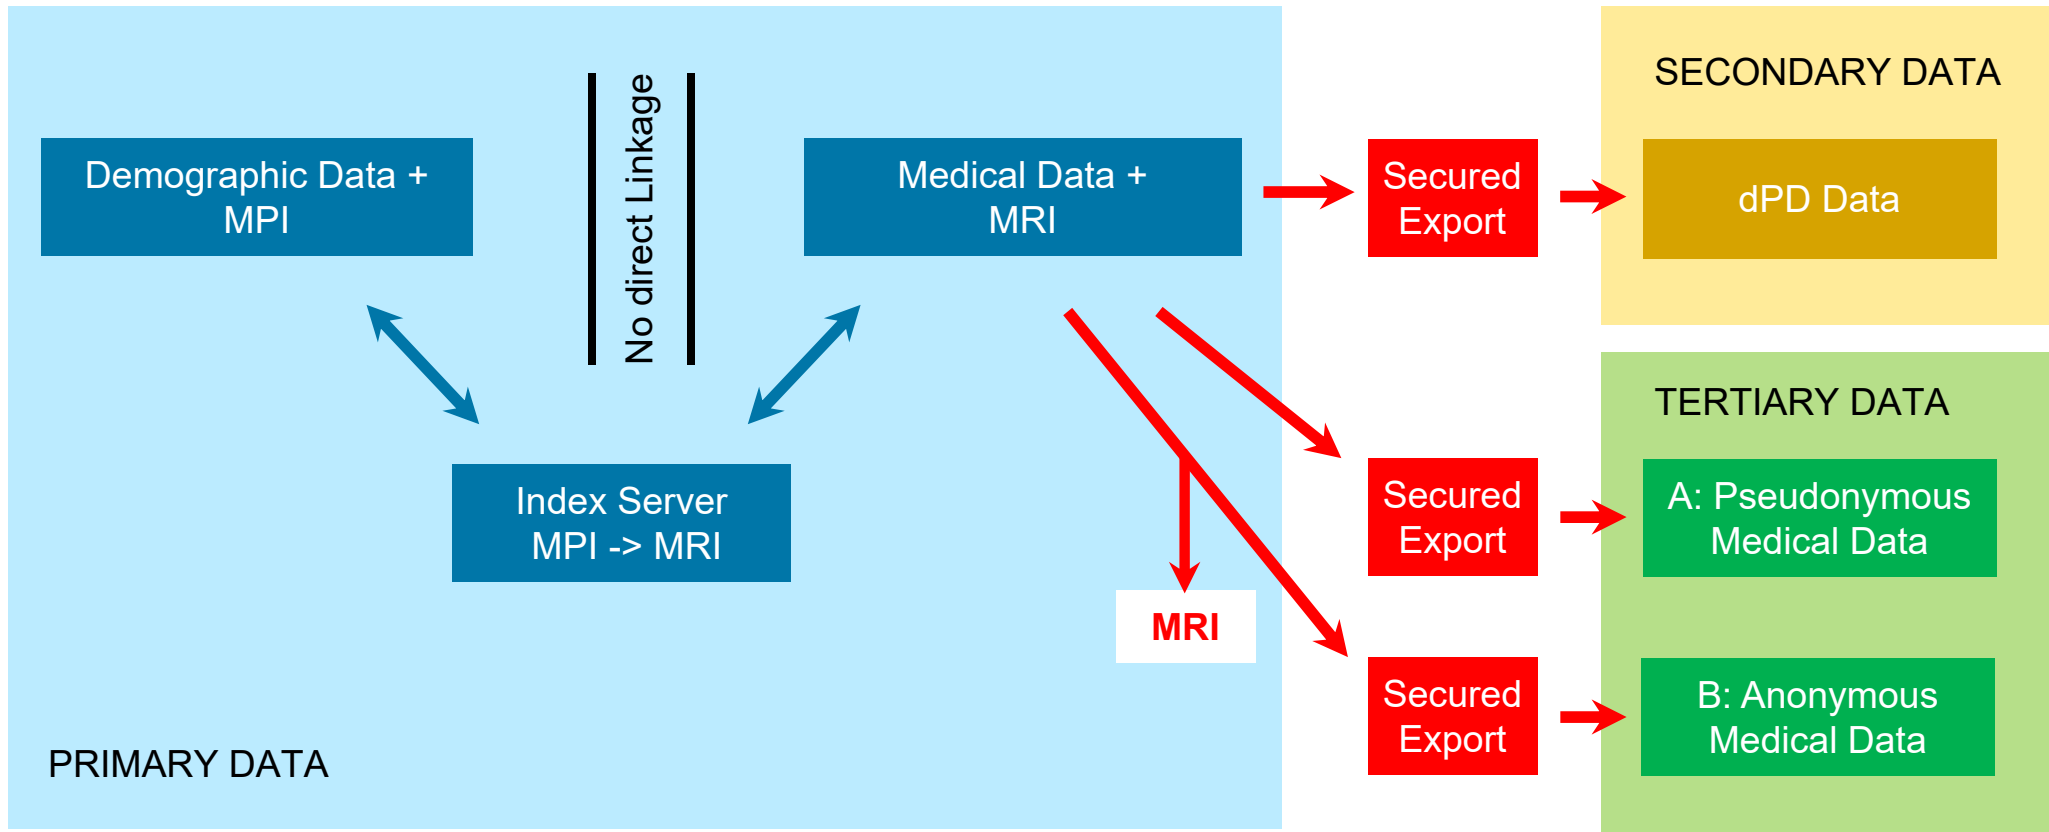 SECONDARY DATA
No direct Linkage
Demographic Data +
MPI
Medical Data +
MRI
Secured
Export
dPD Data
TERTIARY DATA
Index Server
MPI -> MRI
Secured
Export
A: Pseudonymous
Medical Data
MRI
Secured
Export
B: Anonymous
Medical Data
PRIMARY DATA